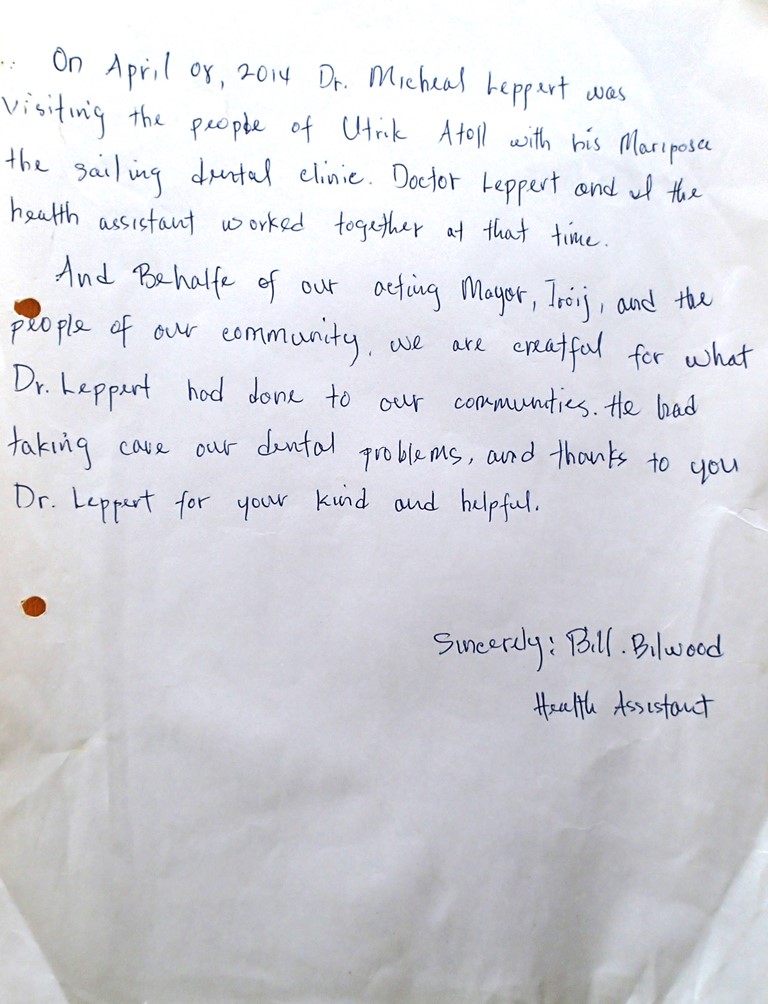 On April 08, 2014 Dr. Micheal Leppert was
visiting the people of Utrik Atoll with his Mariposa
the sailing dental clinic. Doctor Leppert and I the
health assistant worked together at that time.
And Behalfe of our acting Mayor, Iroij, and the
people of our community, we are creatful for what
Dr. Leppert had done to our communties. He had
taking care our dental problems, and thanks to you
Dr. Leppert for your kind and helpful.
Sincerely: Bill. Bilwood
Health Assistant